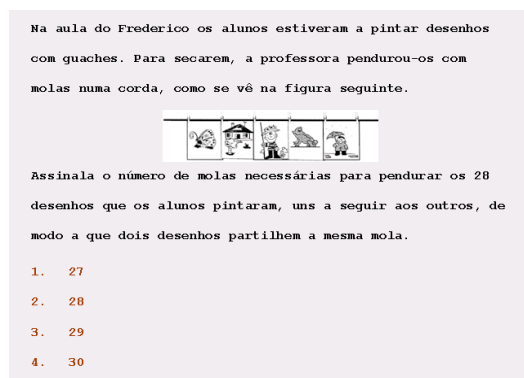 Na aula do Frederico os alunos estiveram a pintar desenhos
com guaches. Para secarem, a professora pendurou-os com
molas numa corda, como se vê na figura seguinte.
Assinala o número de molas necessárias para pendurar os 28
desenhos que os alunos pintaram, uns a seguir aos outros, de
modo a que dois desenhos partilhem a mesma mola.
1. 27
2. 28
3. 29
4. 30